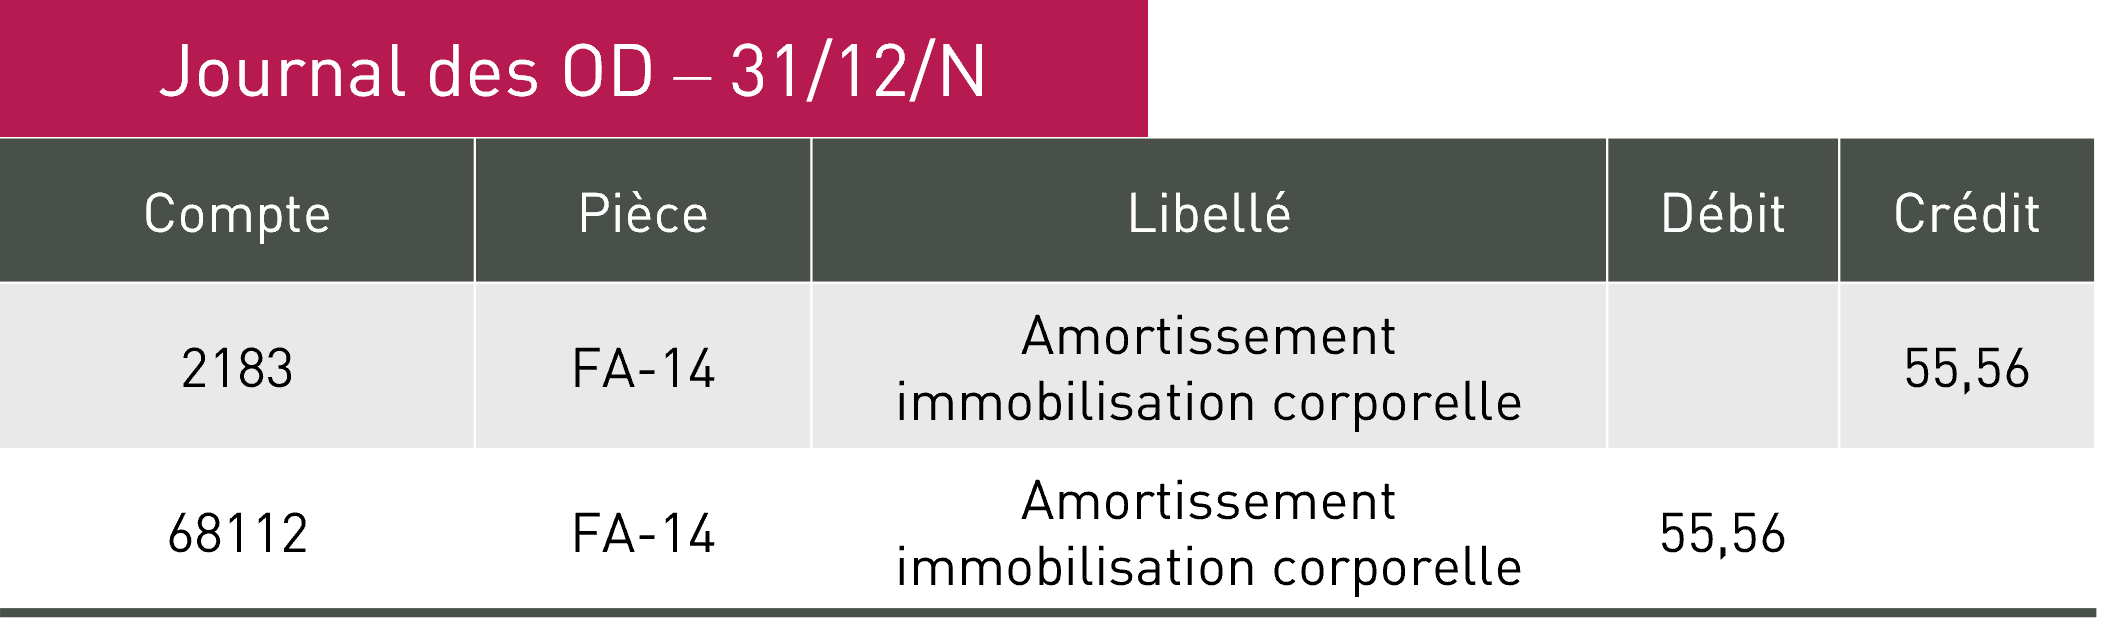 Journal des OD – 31/12/N
Compte Pièce Libellé Débit Crédit
2183 FA-14 Amortissement immobilisation corporelle 55,56
68112 FA-14 Amortissement immobilisation corporelle 55,56